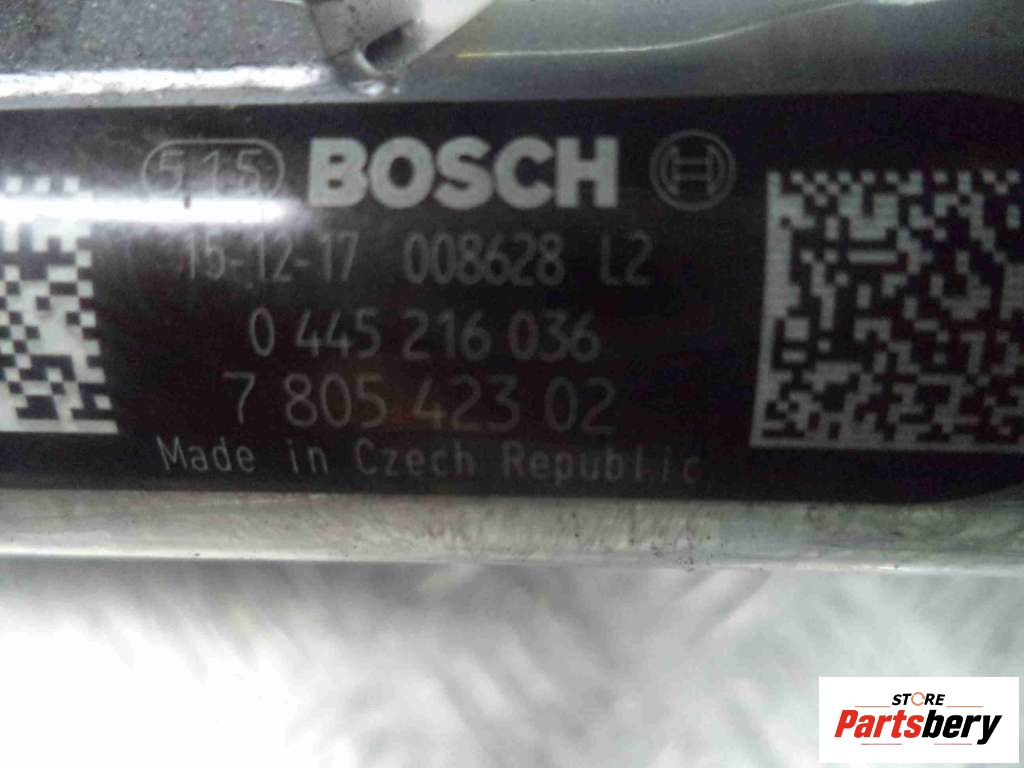 515 BOSCH
15-12-17 008628 L2
0 445 216 036
7 805 423 02
Made in Czech Republic
STORE
Partsbery